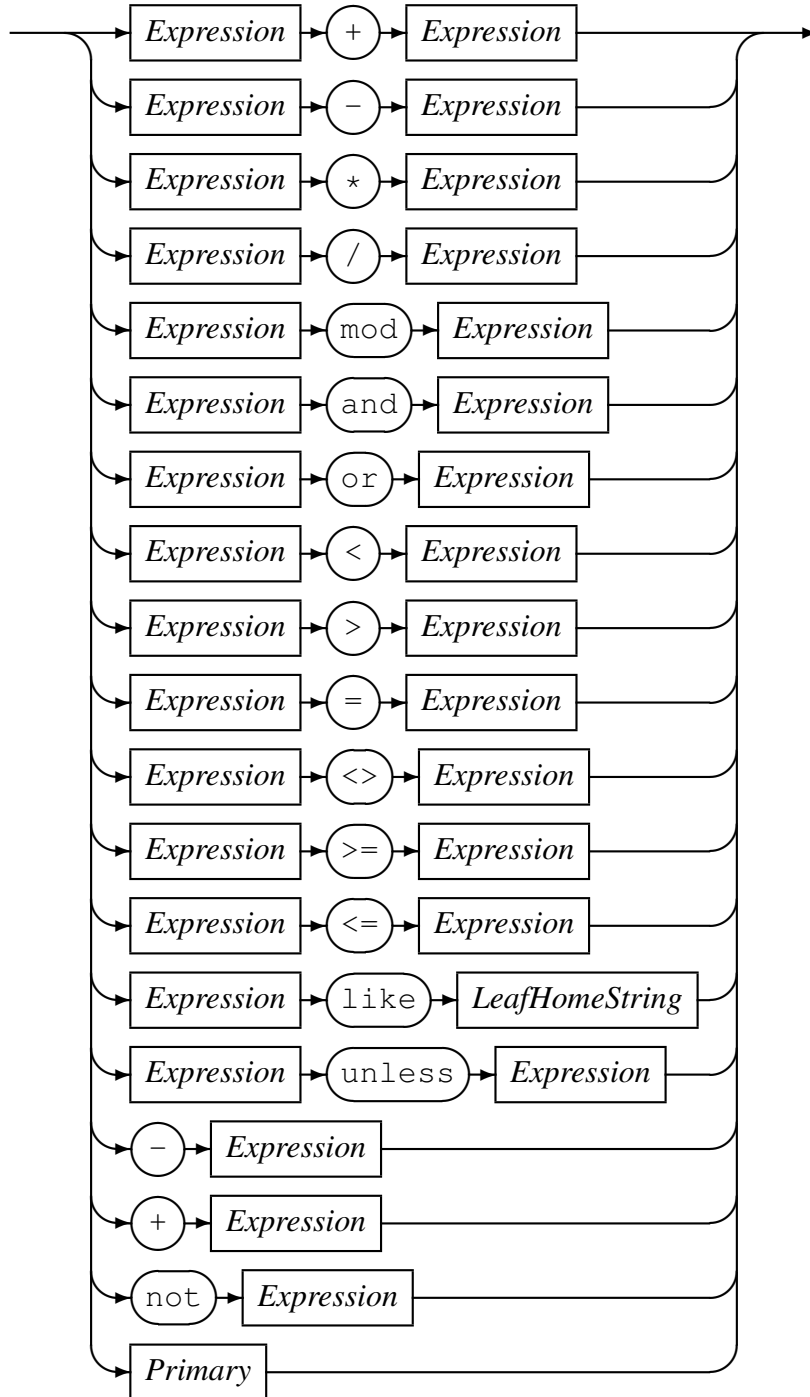 Expression + Expression
Expression - Expression
Expression * Expression
Expression / Expression
Expression mod Expression
Expression and Expression
Expression or Expression
Expression < Expression
Expression > Expression
Expression = Expression
Expression <> Expression
Expression >= Expression
Expression <= Expression
Expression like LeafHomeString
Expression unless Expression
- Expression
+ Expression
not Expression
Primary